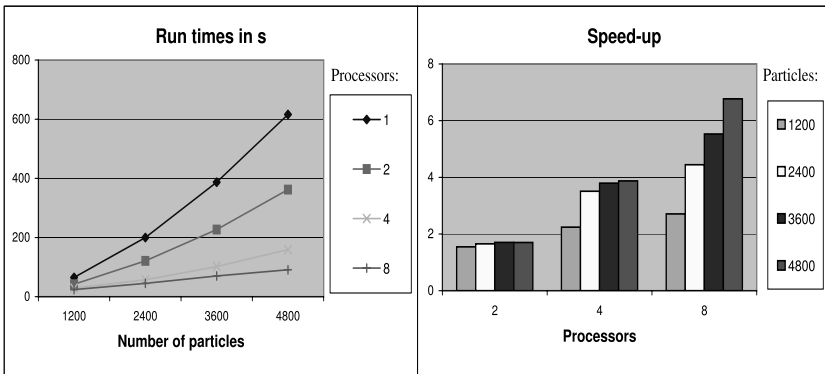 Run times in s
800
600
400
200
0
1200 2400 3600 4800
Number of particles
Processors:
1
2
4
8
Speed-up
8
6
4
2
0
2 4 8
Processors
Particles:
1200
2400
3600
4800